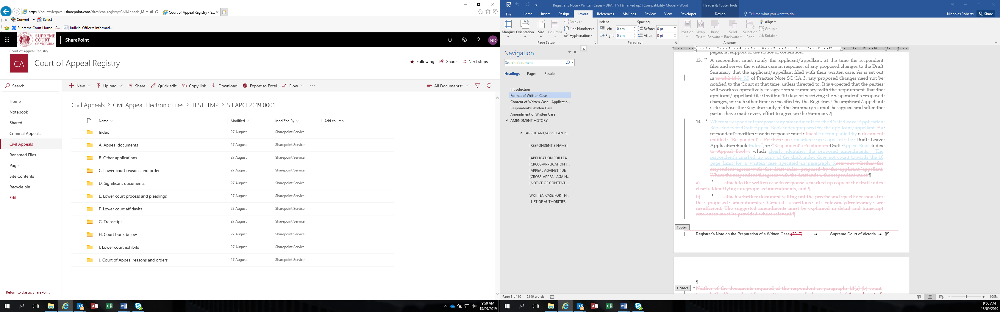 https://courtsvicgovau.sharepoint.com/sites/coa-registry/CivilAppeal:
Court of Appeal Registry - S...
Convert
Select
Supreme Court Home - S...
Judicial Officers Informati...
SUPREME COURT OF VICTORIA
SharePoint
NR
Court of Appeal Registry
CA
Court of Appeal Registry
Following
Share
Next steps
Search
New
Upload
Share
Quick edit
Copy link
Download
Export to Excel
Flow
All Documents*
Home
Notebook
Shared
Criminal Appeals
Civil Appeals
Renamed Files
Pages
Site Contents
Recycle bin
Edit
Return to classic SharePoint
Civil Appeals > Civil Appeal Electronic Files > TEST_TMP > S EAPCI 2019 0001
Name Modified Modified By + Add column
Index 27 August Sharepoint Service
A. Appeal documents 27 August Sharepoint Service
B. Other applications 27 August Sharepoint Service
C. Lower court reasons and orders 27 August Sharepoint Service
D. Significant documents 27 August Sharepoint Service
E. Lower court process and pleadings 27 August Sharepoint Service
F. Lower court affidavits 27 August Sharepoint Service
G. Transcript 27 August Sharepoint Service
H. Court book below 27 August Sharepoint Service
I. Lower court exhibits 27 August Sharepoint Service
J. Court of Appeal reasons and orders 27 August Sharepoint Service
9:50 AM
13/09/2019
Registrar's Note - Written Cases - DRAFT V1 (marked up) [Compatibility Mode] - Word
Header & Footer Tools
File Home Insert Design Layout References Mailings Review View Developer Design Tell me what you want to do...
Nicholas Roberts Share
Margins Orientation Size Columns
Breaks
Line Numbers
Hyphenation
Page Setup
Indent
Left: 0 cm
Right: 0 cm
Spacing
Before: 0 pt
After: 0 pt
Paragraph
Position Wrap Text Bring Forward Send Backward Selection Pane
Align
Group
Rotate
Arrange
Navigation
Search document
Headings Pages Results
Introduction
Format of Written Case
Content of Written Case - Applicatio...
Respondent's Written Case
Amendment of Written Case
AMENDMENT HISTORY
[APPLICANT/APPELLANT'...
[RESPONDENT'S NAME]
[APPLICATION FOR LEA...
[CROSS-APPLICATION F...
[APPEAL AGAINST (IDE...
[CROSS-APPEAL AGAIN...
[NOTICE OF CONTENTI...
WRITTEN CASE FOR TH...
LIST OF AUTHORITIES
pages, in support of the notice of contention.¶
13. A respondent must notify the applicant/appellant, at the time the respondent
files and serves the written case in response, of any proposed changes to the Draft
Summary that the applicant/appellant filed with their written case. As is set out
in ss 14.2-14.3s 5.5 of Practice Note SC CA 3, any proposed changes need not be
notified to the Court at that time, unless directed to. It is expected that the parties
will work co-operatively to agree on a summary with the requirement that the
applicant/appellant file it within 10 days of receiving the respondent's proposed
changes, or such other time as specified by the Registrar. The applicant/appellant
is to advise the Registrar only if the Summary cannot be agreed and after the
parties have made every effort to agree on the Summary.¶
14. Where a respondent proposes any amendments to the Draft Leave Application
Book Index or Draft Appeal Book Index prepared by the applicant/appellant, Aa
respondent's written case in response must attachbe accompanied by a document
entitled "Respondent's Position on marked up copy of the Draft Leave
Application Book Index", or "Respondent's Position on Draft Appeal Book Index
to Appeal Book", which clearly identifies the proposed amendments. The
respondent's marked up copy of the draft index does not count towards the 10
page limit for a written case specified in paragraph 6.sets out whether the
respondent agrees with the draft index prepared by the applicant/appellant.
Where the respondent disagrees with the draft index, the respondent must:¶
a) attach to the written case in response a marked up copy of the draft index
clearly identifying any proposed amendments, and ¶
b) attach a further document setting out the precise and specific reasons for
the proposed amendments. General assertions of relevancy/irrelevancy are
insufficient. The suggested amendments must be explained in detail and transcript
references must be provided where relevant.¶
Footer
Registrar's Note on the Preparation of a Written Case (2017) Supreme Court of Victoria 3¶
¶
Header
Neither of the documents required of the respondent in paragraphs 14(a)-(b) count
Page 3 of 10 2149 words
100%
9:50 AM
13/09/2019